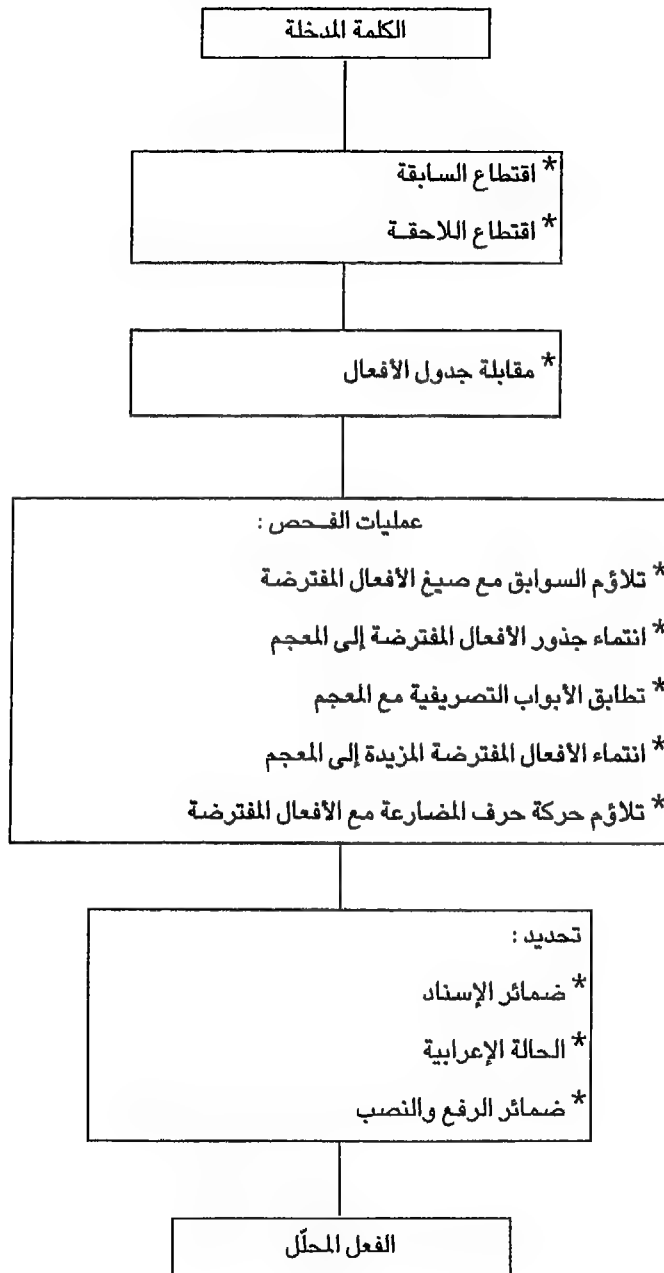 الكلمة المدخلة
* اقتطاع السابقة
* اقتطاع اللاحقـة
* مقابلة جدول الأفعال
عمليات الفـحص :
* تلاؤم السوابق مع صيغ الأفعال المفترضة
* انتماء جذور الأفعال المفترضة إلى المعجم
* تطابق الأبواب التصريفية مع المعجم
* انتماء الأفعال المفترضة المزيدة إلى المعجم
* تلاؤم حركة حرف المضارعة مع الأفعال المفترضة
تحديد :
* ضمائر الإسناد
* الحالة الإعرابية
* ضمائر الرفع والنصب
الفعل المحلّل